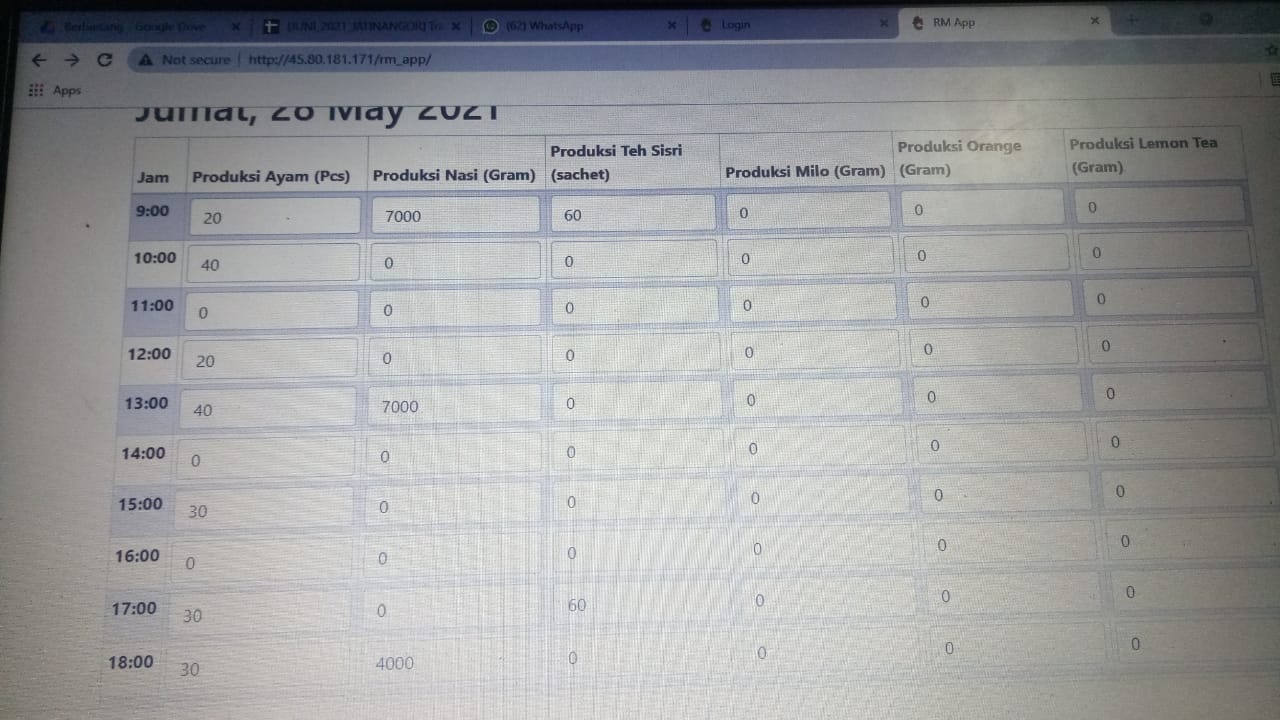 Berbintang - Google Drive
(62) WhatsApp
Login
RM App
Not secure | http://45.80.181.171/rm_app/
Apps
Jumat, 28 May 2021
Jam Produksi Ayam (Pcs) Produksi Nasi (Gram) Produksi Teh Sisri (sachet) Produksi Milo (Gram) Produksi Orange (Gram) Produksi Lemon Tea (Gram)
9:00 20 7000 60 0 0 0
10:00 40 0 0 0 0 0
11:00 0 0 0 0 0 0
12:00 20 0 0 0 0 0
13:00 40 7000 0 0 0 0
14:00 0 0 0 0 0 0
15:00 30 0 0 0 0 0
16:00 0 0 0 0 0 0
17:00 30 0 60 0 0 0
18:00 30 4000 0 0 0 0